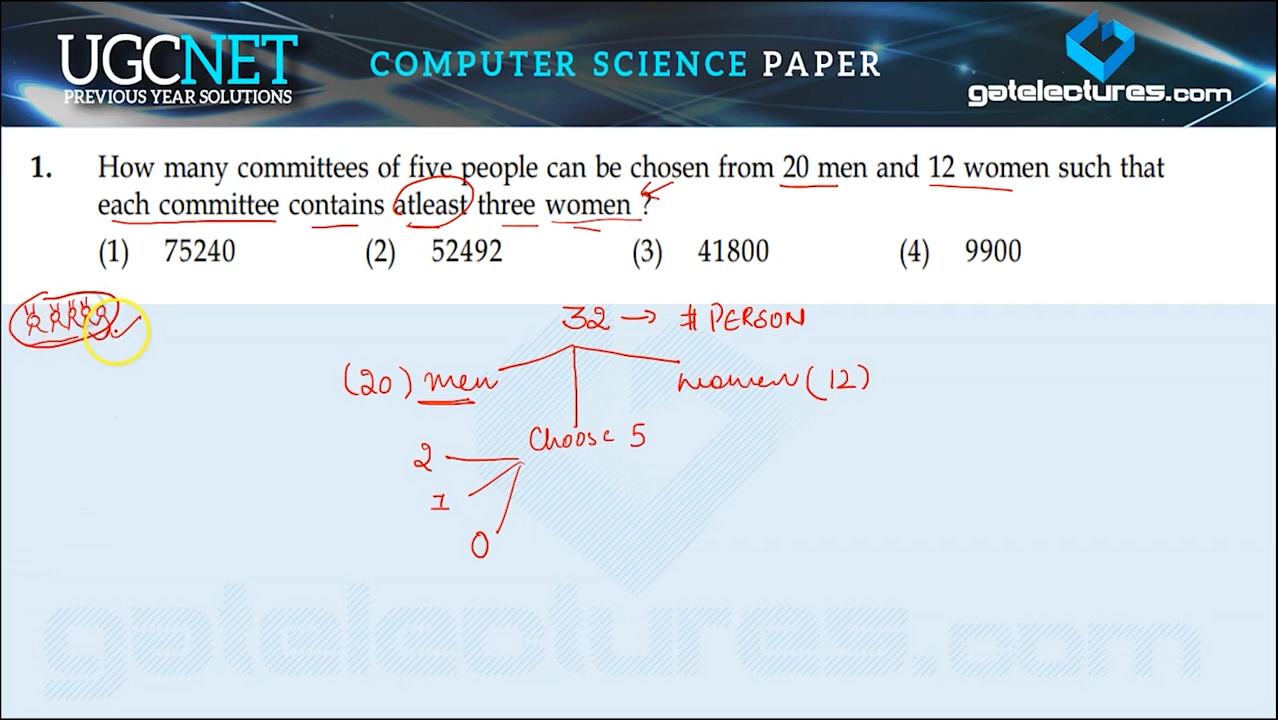 UGCNET
PREVIOUS YEAR SOLUTIONS
COMPUTER SCIENCE PAPER
gatelectures.com
1. How many committees of five people can be chosen from 20 men and 12 women such that
each committee contains atleast three women ?
(1) 75240 (2) 52492 (3) 41800 (4) 9900
32 → # PERSON
(20) men women (12)
Choose 5
2
1
0
gatelectures.com